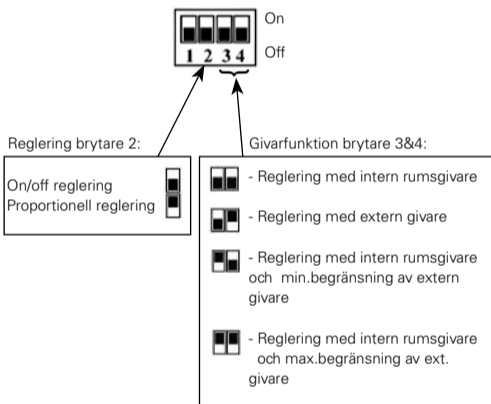 On
1 2 3 4
Off
Reglering brytare 2:
On/off reglering
Proportionell reglering
Givarfunktion brytare 3&4:
- Reglering med intern rumsgivare
- Reglering med extern givare
- Reglering med intern rumsgivare
och min.begränsning av extern
givare
- Reglering med intern rumsgivare
och max.begränsning av ext.
givare